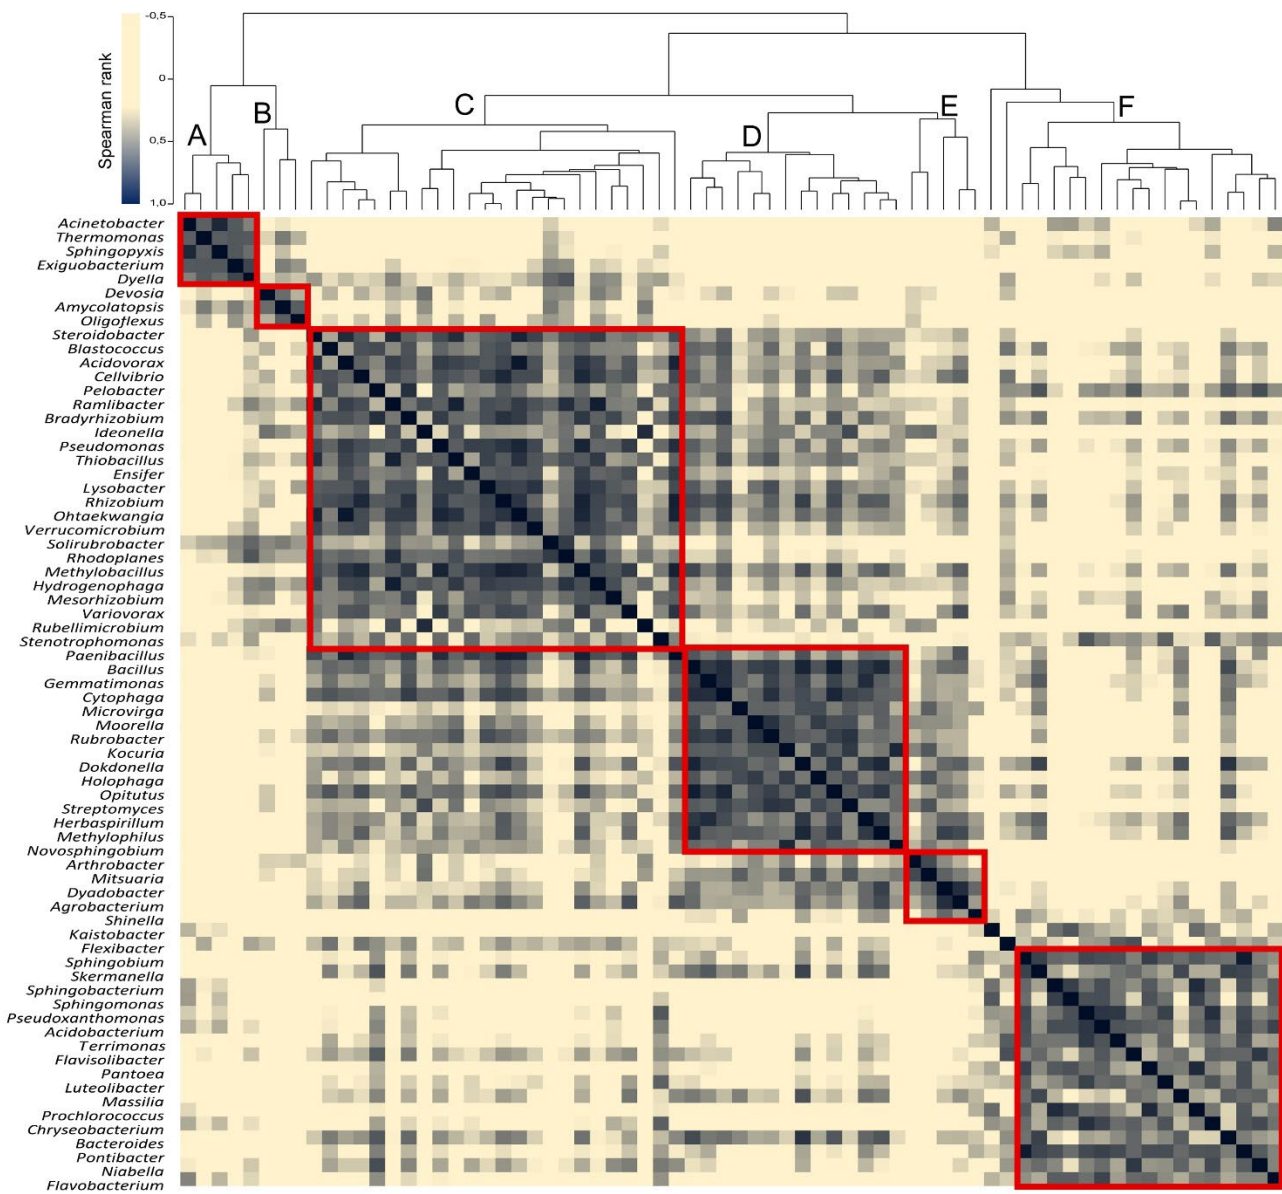 -0,5
0
0,5
1,0
Spearman rank
A
B
C
D
E
F
Acinetobacter
Thermomonas
Sphingopyxis
Exiguobacterium
Dyella
Devosia
Amycolatopsis
Oligoflexus
Steroidobacter
Blastococcus
Acidovorax
Cellvibrio
Pelobacter
Ramlibacter
Bradyrhizobium
Ideonella
Pseudomonas
Thiobacillus
Ensifer
Lysobacter
Rhizobium
Ohtaekwangia
Verrucomicrobium
Solirubrobacter
Rhodoplanes
Methylobacillus
Hydrogenophaga
Mesorhizobium
Variovorax
Rubellimicrobium
Stenotrophomonas
Paenibacillus
Bacillus
Gemmatimonas
Cytophaga
Microvirga
Moorella
Rubrobacter
Kocuria
Dokdonella
Holophaga
Opitutus
Streptomyces
Herbaspirillum
Methylophilus
Novosphingobium
Arthrobacter
Mitsuaria
Dyadobacter
Agrobacterium
Shinella
Kaistobacter
Flexibacter
Sphingobium
Skermanella
Sphingobacterium
Sphingomonas
Pseudoxanthomonas
Acidobacterium
Terrimonas
Flavisolibacter
Pantoea
Luteolibacter
Massilia
Prochlorococcus
Chryseobacterium
Bacteroides
Pontibacter
Niabella
Flavobacterium